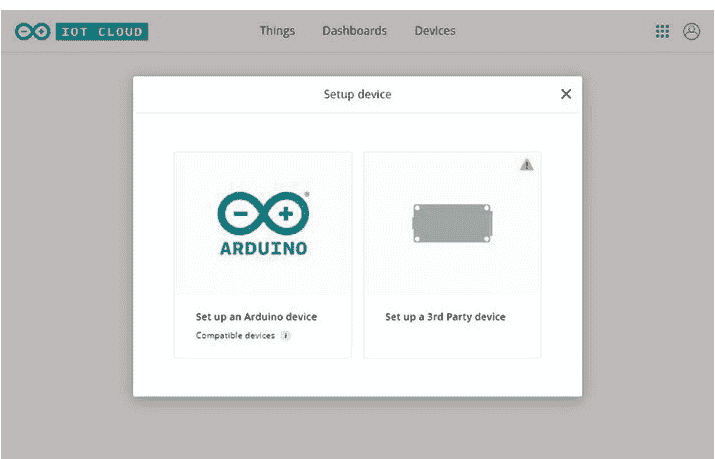 IOT CLOUD
Things
Dashboards
Devices
Setup device
ARDUINO
Set up an Arduino device
Compatible devices
Set up a 3rd Party device